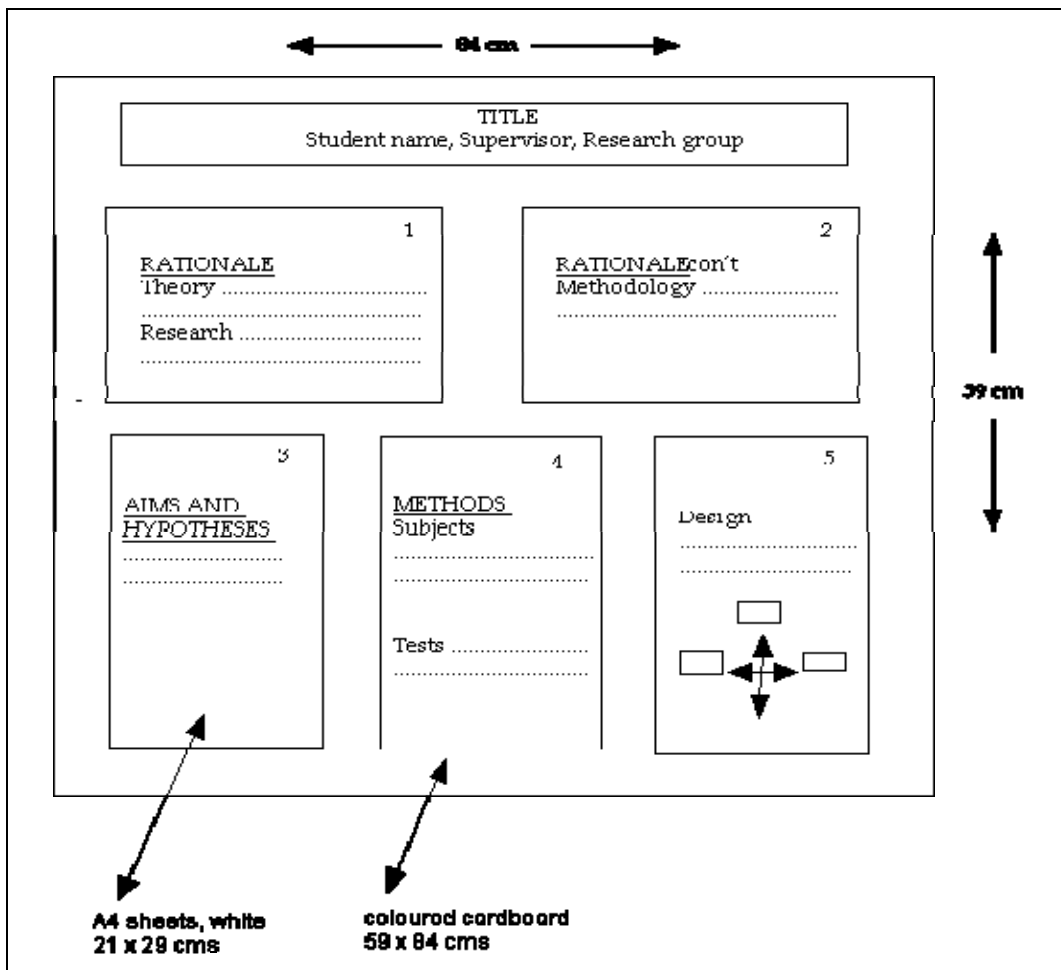 84 cm
TITLE
Student name, Supervisor, Research group
1
RATIONALE
Theory ..............................
........................................
Research ...........................
........................................
2
RATIONALEcon't
Methodology ....................
........................................
59 cm
3
AIMS AND
HYPOTHESES
.......................
.......................
4
METHODS
Subjects
.............................
.............................
Tests ....................
.............................
5
Design
..........................
.........................
A4 sheets, white
21 x 29 cms
coloured cardboard
59 x 84 cms